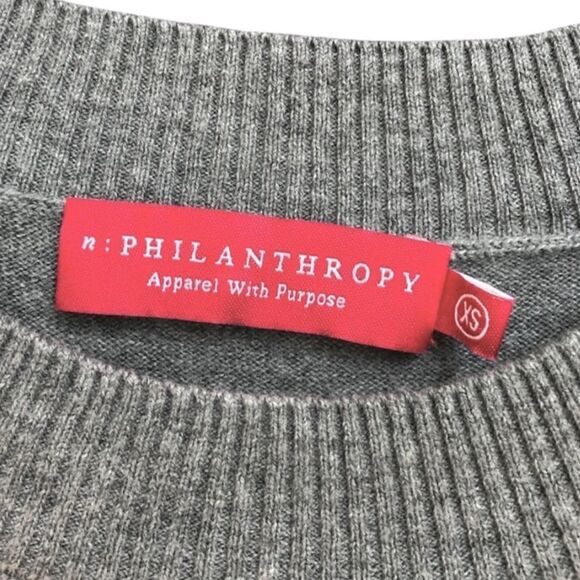 n: PHILANTHROPY
Apparel With Purpose
XS